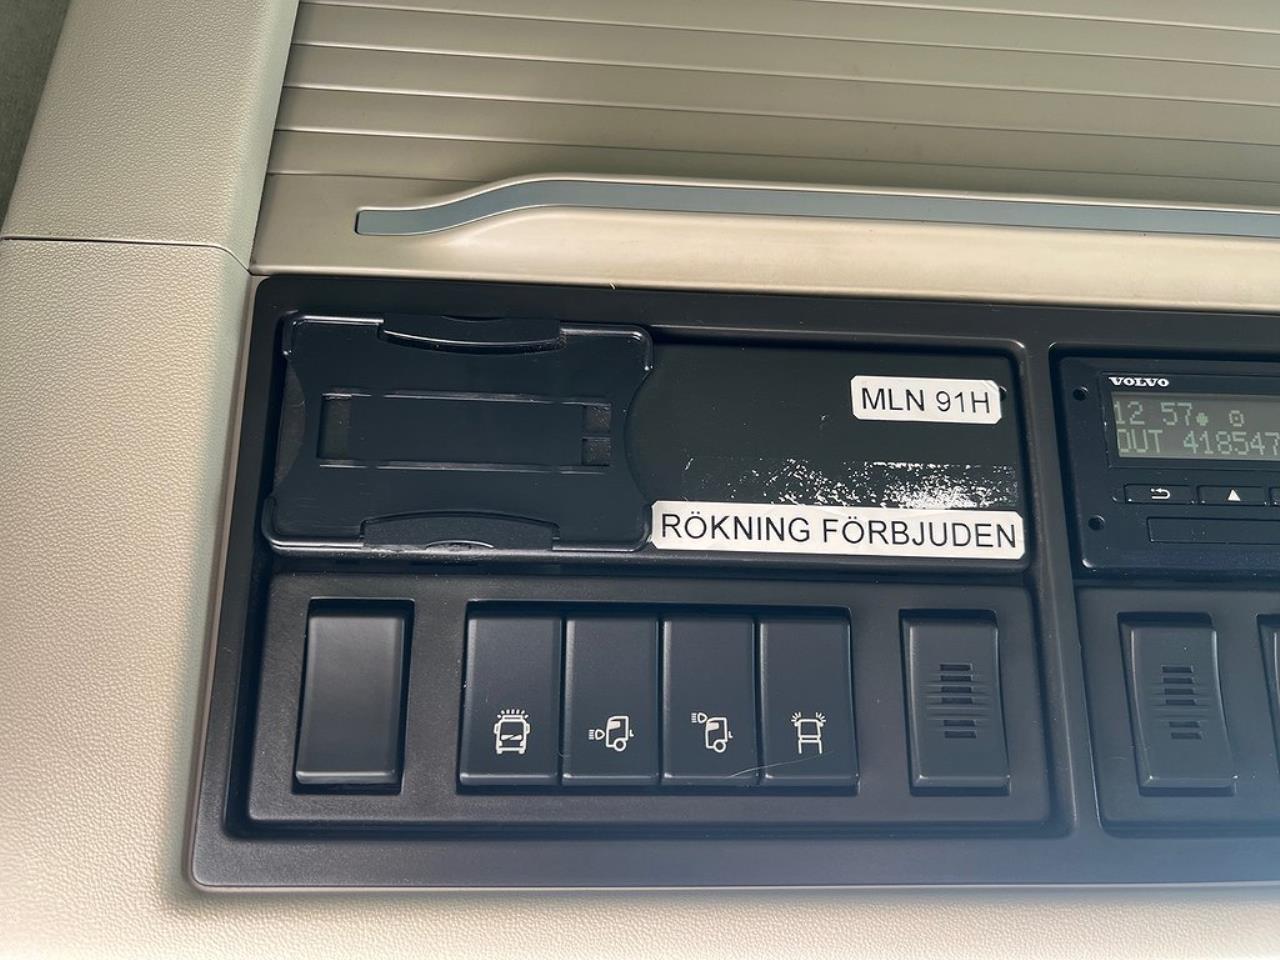 MLN 91H
RÖKNING FÖRBJUDEN
VOLVO
12 57
OUT 418547